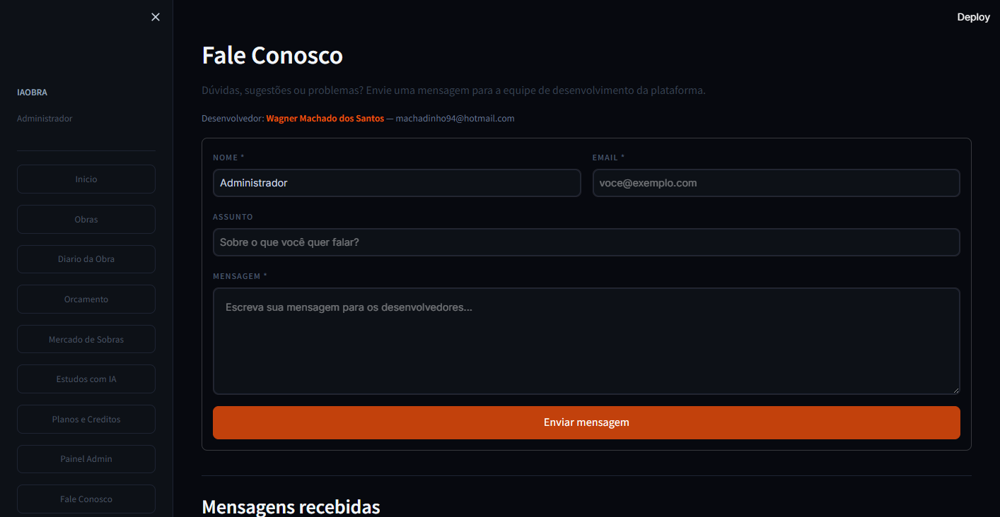 Deploy
IAOBRA
Administrador
Inicio
Obras
Diario da Obra
Orcamento
Mercado de Sobras
Estudos com IA
Planos e Creditos
Painel Admin
Fale Conosco
Fale Conosco
Dúvidas, sugestões ou problemas? Envie uma mensagem para a equipe de desenvolvimento da plataforma.
Desenvolvedor: Wagner Machado dos Santos — machadinho94@hotmail.com
NOME *
Administrador
EMAIL *
voce@exemplo.com
ASSUNTO
Sobre o que você quer falar?
MENSAGEM *
Escreva sua mensagem para os desenvolvedores...
Enviar mensagem
Mensagens recebidas